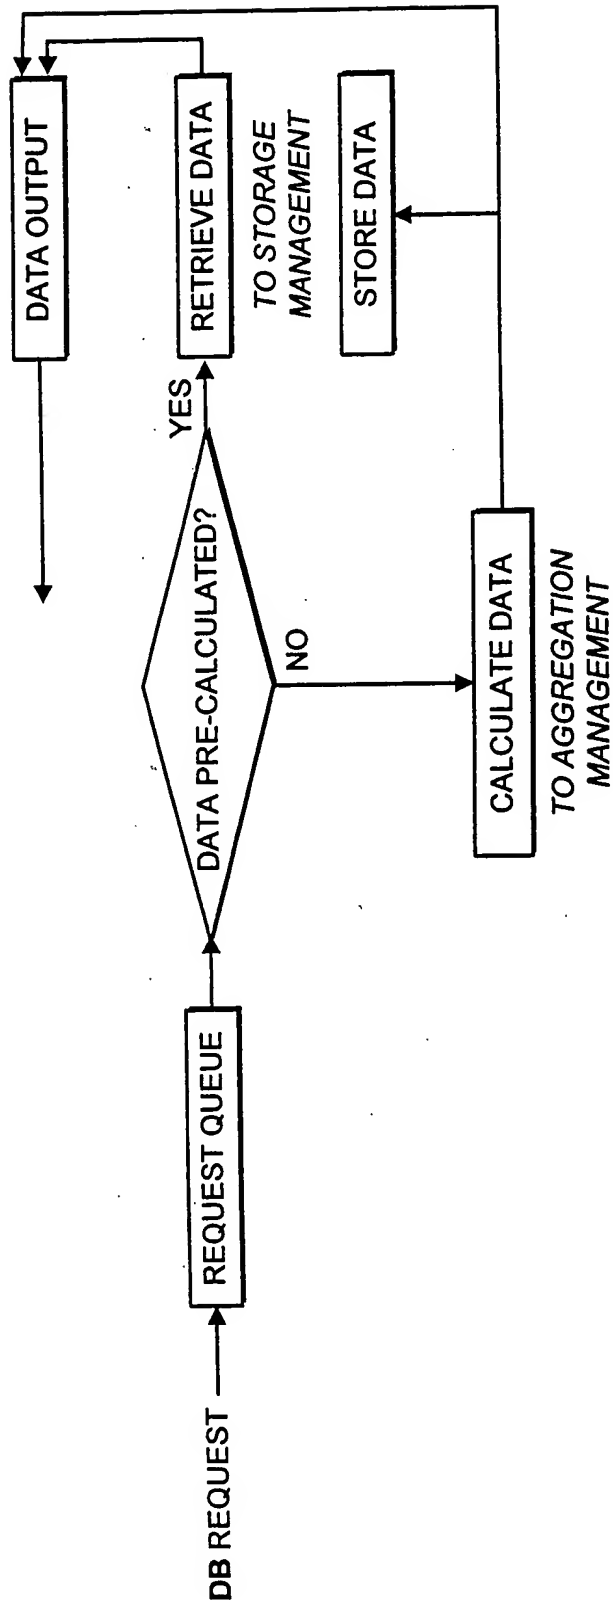 DB REQUEST
REQUEST QUEUE
DATA PRE-CALCULATED?
YES
NO
RETRIEVE DATA
TO STORAGE
MANAGEMENT
DATA OUTPUT
STORE DATA
CALCULATE DATA
TO AGGREGATION
MANAGEMENT